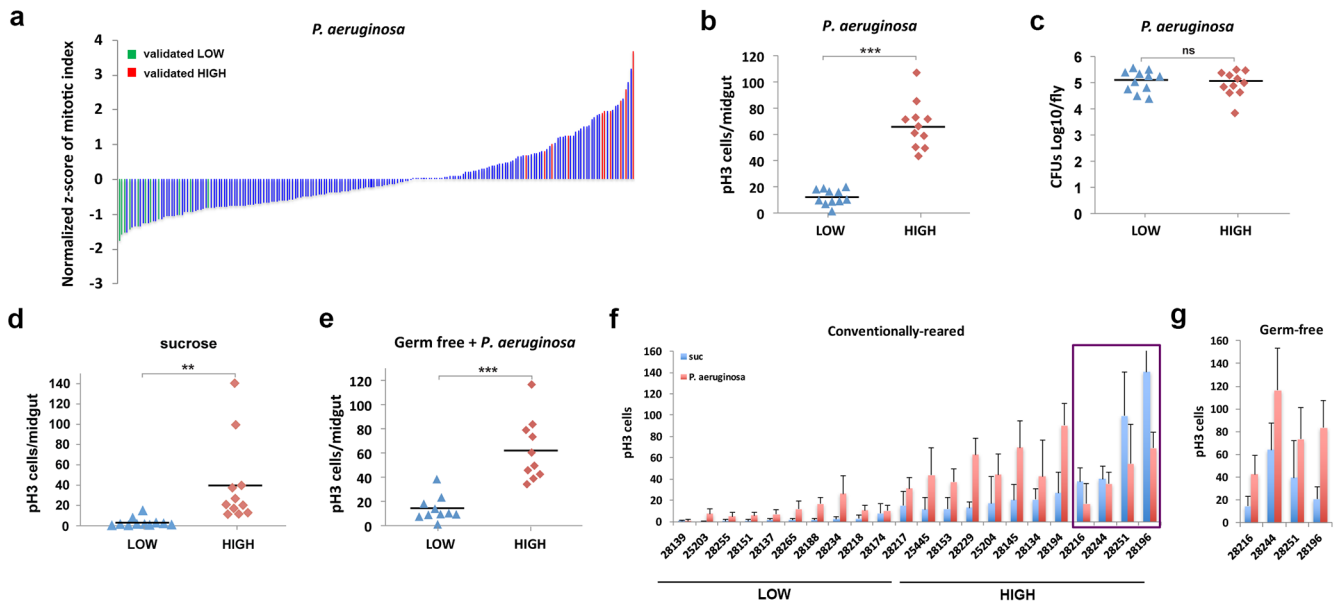 a
P. aeruginosa
Normalized z-score of mitotic index
validated LOW
validated HIGH
4
3
2
1
0
-1
-2
-3
b
P. aeruginosa
pH3 cells/midgut
120
100
80
60
40
20
0
***
LOW
HIGH
c
P. aeruginosa
CFUs Log10/fly
6
5
4
3
2
1
0
ns
LOW
HIGH
d
sucrose
pH3 cells/midgut
140
120
100
80
60
40
20
0
**
LOW
HIGH
e
Germ free + P. aeruginosa
pH3 cells/midgut
120
100
80
60
40
20
0
***
LOW
HIGH
f
Conventionally-reared
pH3 cells
160
140
120
100
80
60
40
20
0
suc
P. aeruginosa
28139
25203
28255
28151
28137
28265
28188
28234
28218
28174
28217
25445
28153
28229
25204
28145
28134
28194
28216
28244
28251
28196
LOW
HIGH
g
Germ-free
pH3 cells
160
140
120
100
80
60
40
20
0
28216
28244
28251
28196